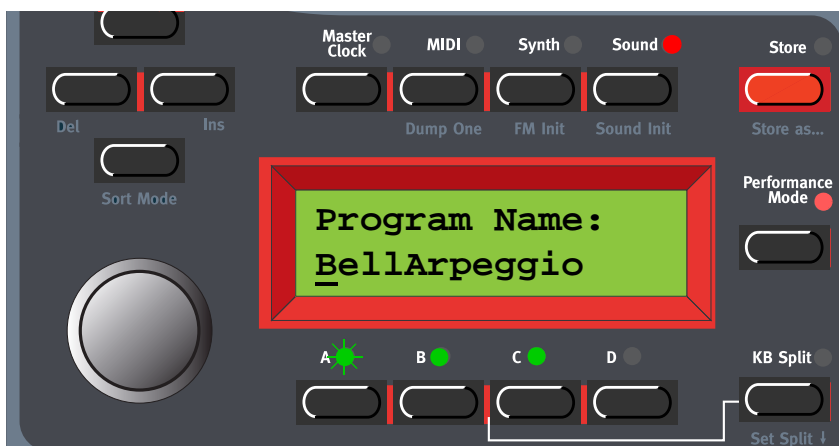 Master Clock
MIDI
Synth
Sound
Store
Del
Ins
Dump One
FM Init
Sound Init
Store as...
Sort Mode
Performance
Mode
Program Name:
BellArpeggio
A
B
C
D
KB Split
Set Split